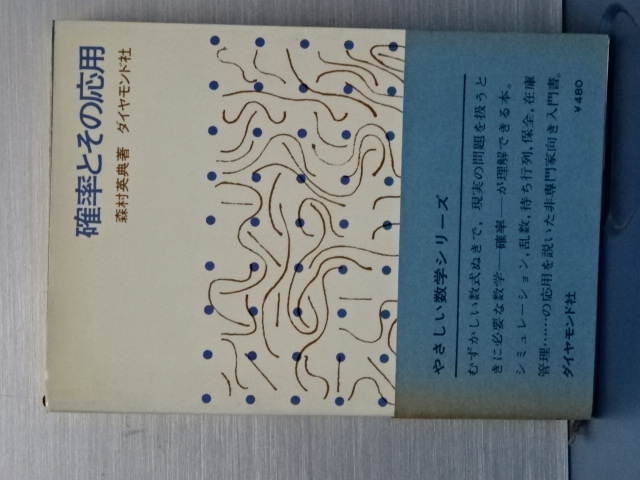 確率とその応用
森村英典著 ダイヤモンド社
やさしい数学シリーズ
むずかしい数式ぬきで，現実の問題を扱うと
きに必要な数学──確率──が理解できる本。
シミュレーション，乱数，待ち行列，保全，在庫
管理……の応用を説いた非専門家向き入門書。
ダイヤモンド社
¥480